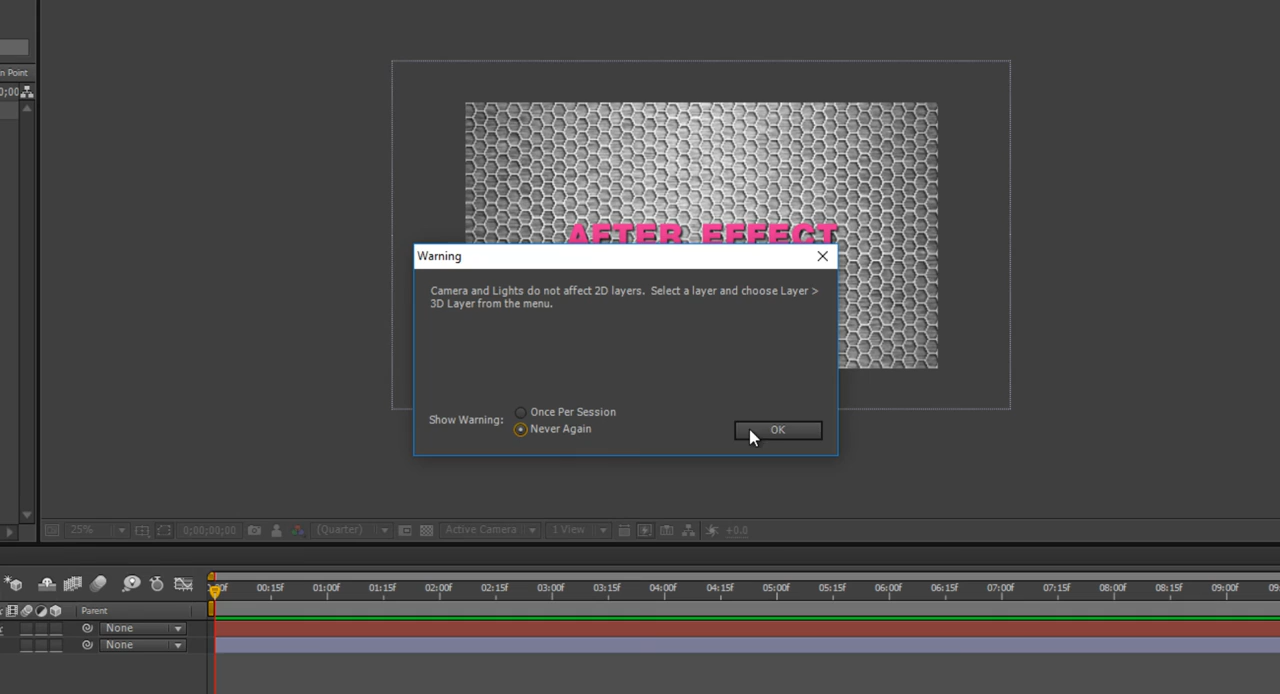 n Point
0;00
AFTER EFFECT
Warning
Camera and Lights do not affect 2D layers. Select a layer and choose Layer >
3D Layer from the menu.
Show Warning:
Once Per Session
Never Again
OK
25%
0;00;00;00
(Quarter)
Active Camera
1 View
+0.0
00f 00:15f 01:00f 01:15f 02:00f 02:15f 03:00f 03:15f 04:00f 04:15f 05:00f 05:15f 06:00f 06:15f 07:00f 07:15f 08:00f 08:15f 09:00f 09:
Parent
None
None